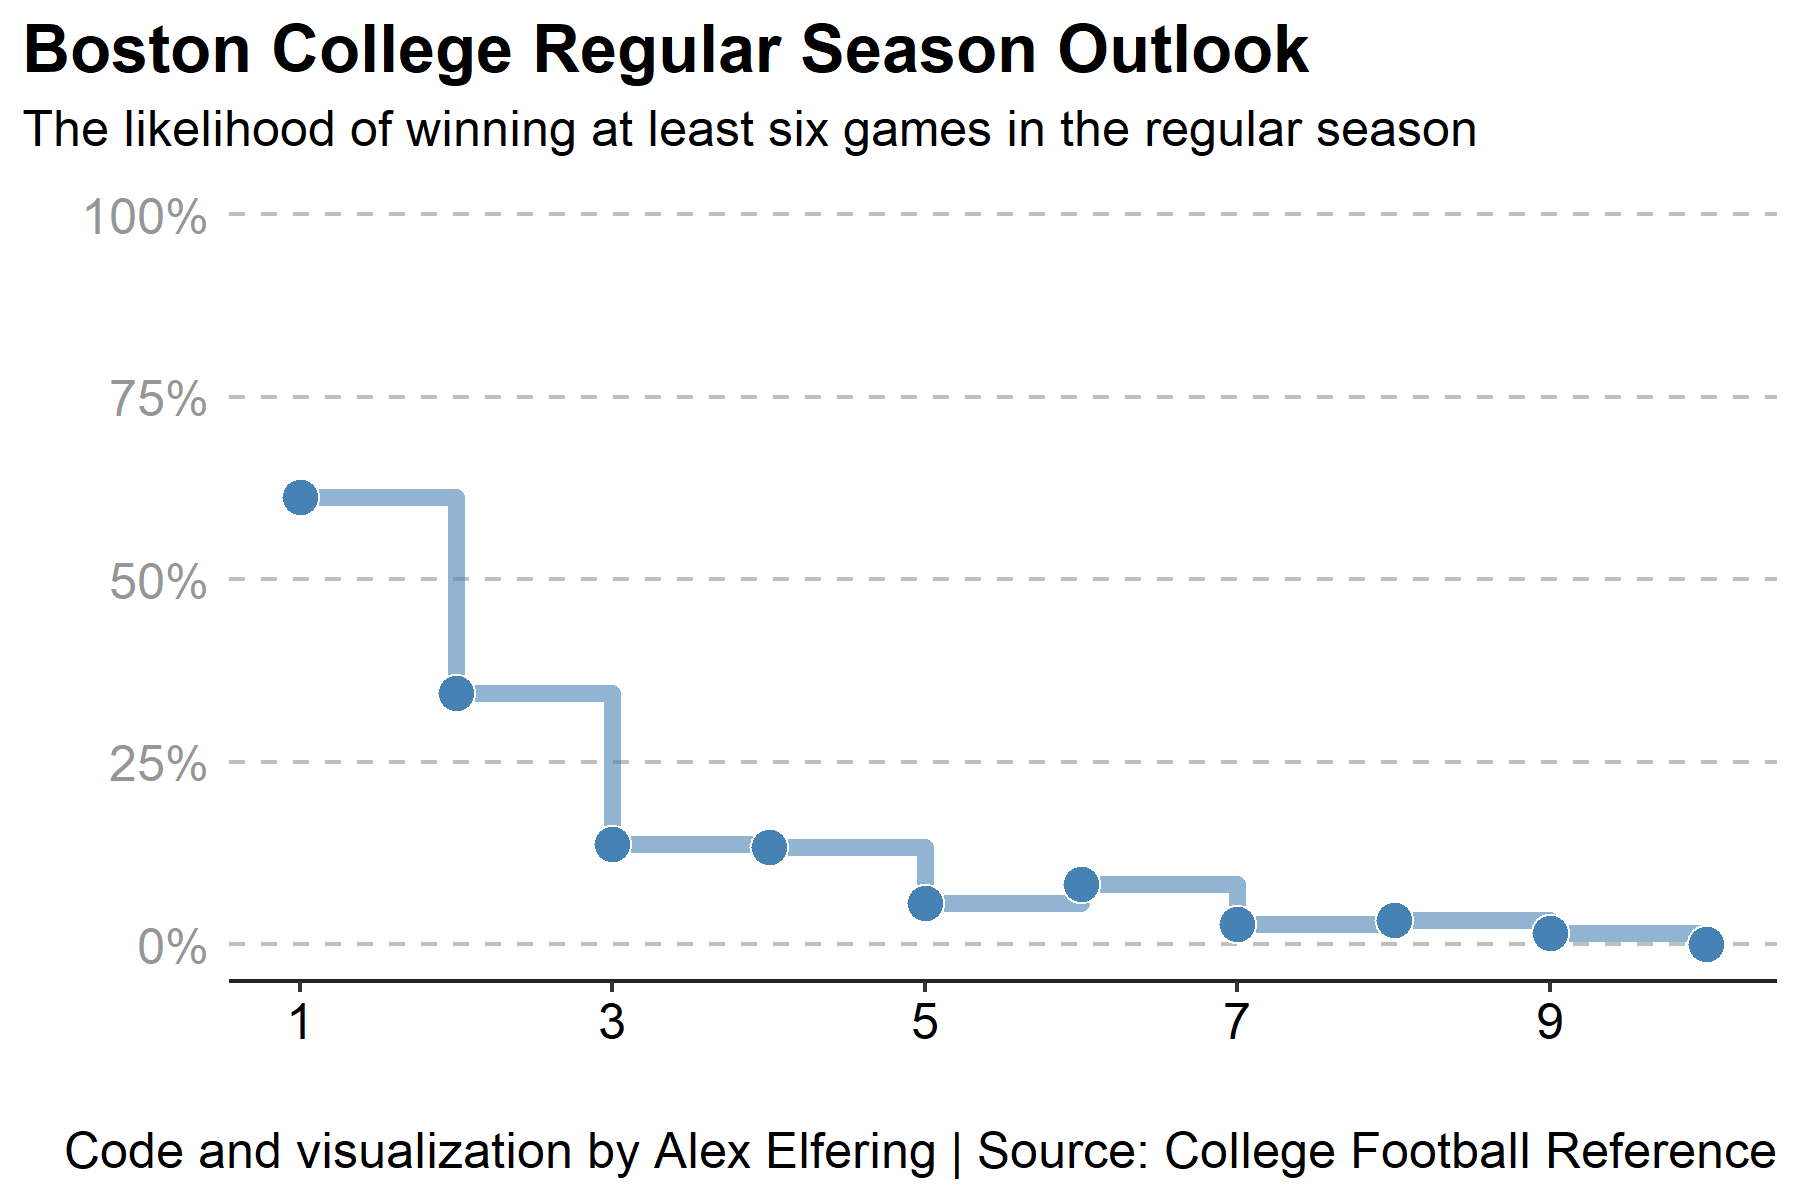 Boston College Regular Season Outlook
The likelihood of winning at least six games in the regular season
100%
75%
50%
25%
0%
1 3 5 7 9
Code and visualization by Alex Elfering | Source: College Football Reference